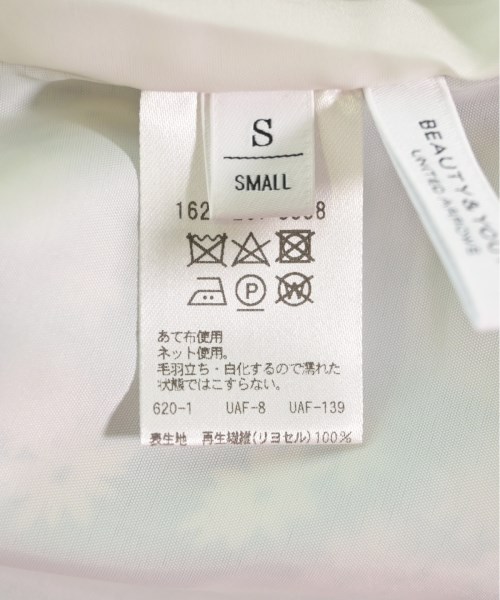 S
SMALL
BEAUTY & YOU
UNITED ARROWS
162
P
W
あて布使用
ネット使用。
毛羽立ち・白化するので濡れた
状態ではこすらない。
620-1 UAF-8 UAF-139
表生地 再生繊維(リヨセル)100%